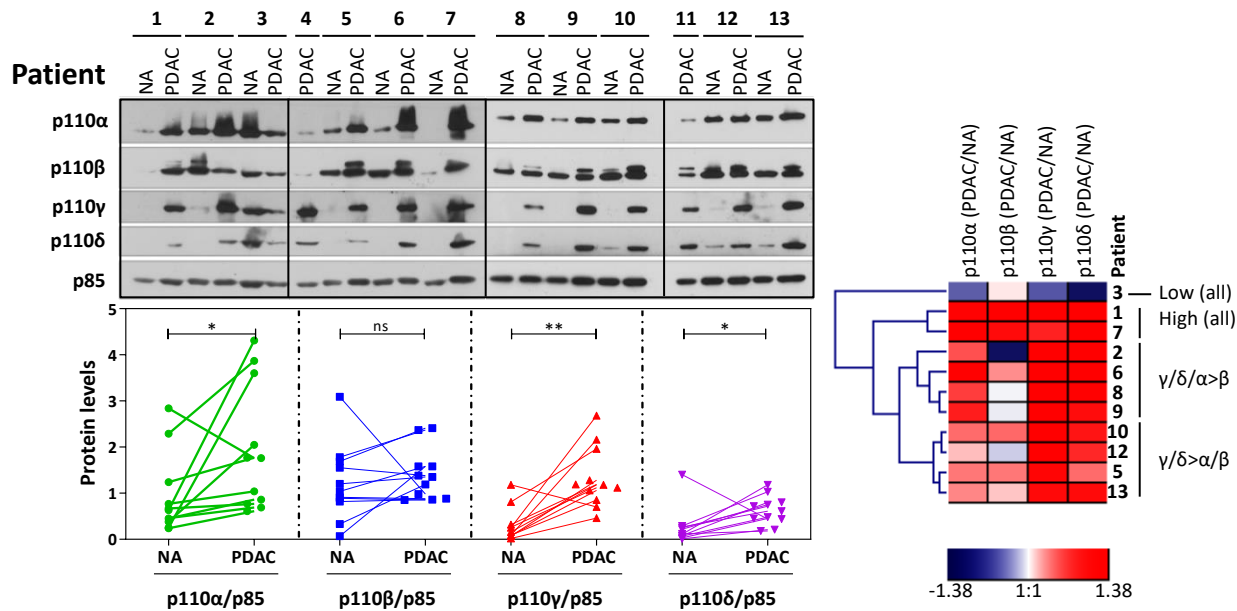 1 2 3 4 5 6 7 8 9 10 11 12 13
Patient
NA PDAC NA PDAC NA PDAC PDAC NA PDAC NA PDAC NA PDAC NA PDAC NA PDAC NA PDAC PDAC NA PDAC NA PDAC
p110α
p110β
p110γ
p110δ
p85
Protein levels
5
4
3
2
1
0
* ns ** *
NA PDAC NA PDAC NA PDAC NA PDAC
p110α/p85 p110β/p85 p110γ/p85 p110δ/p85
p110α (PDAC/NA)
p110β (PDAC/NA)
p110γ (PDAC/NA)
p110δ (PDAC/NA)
Patient
3 Low (all)
1
High (all)
7
2
6
γ/δ/α>β
8
9
10
12
γ/δ>α/β
5
13
-1.38 1:1 1.38